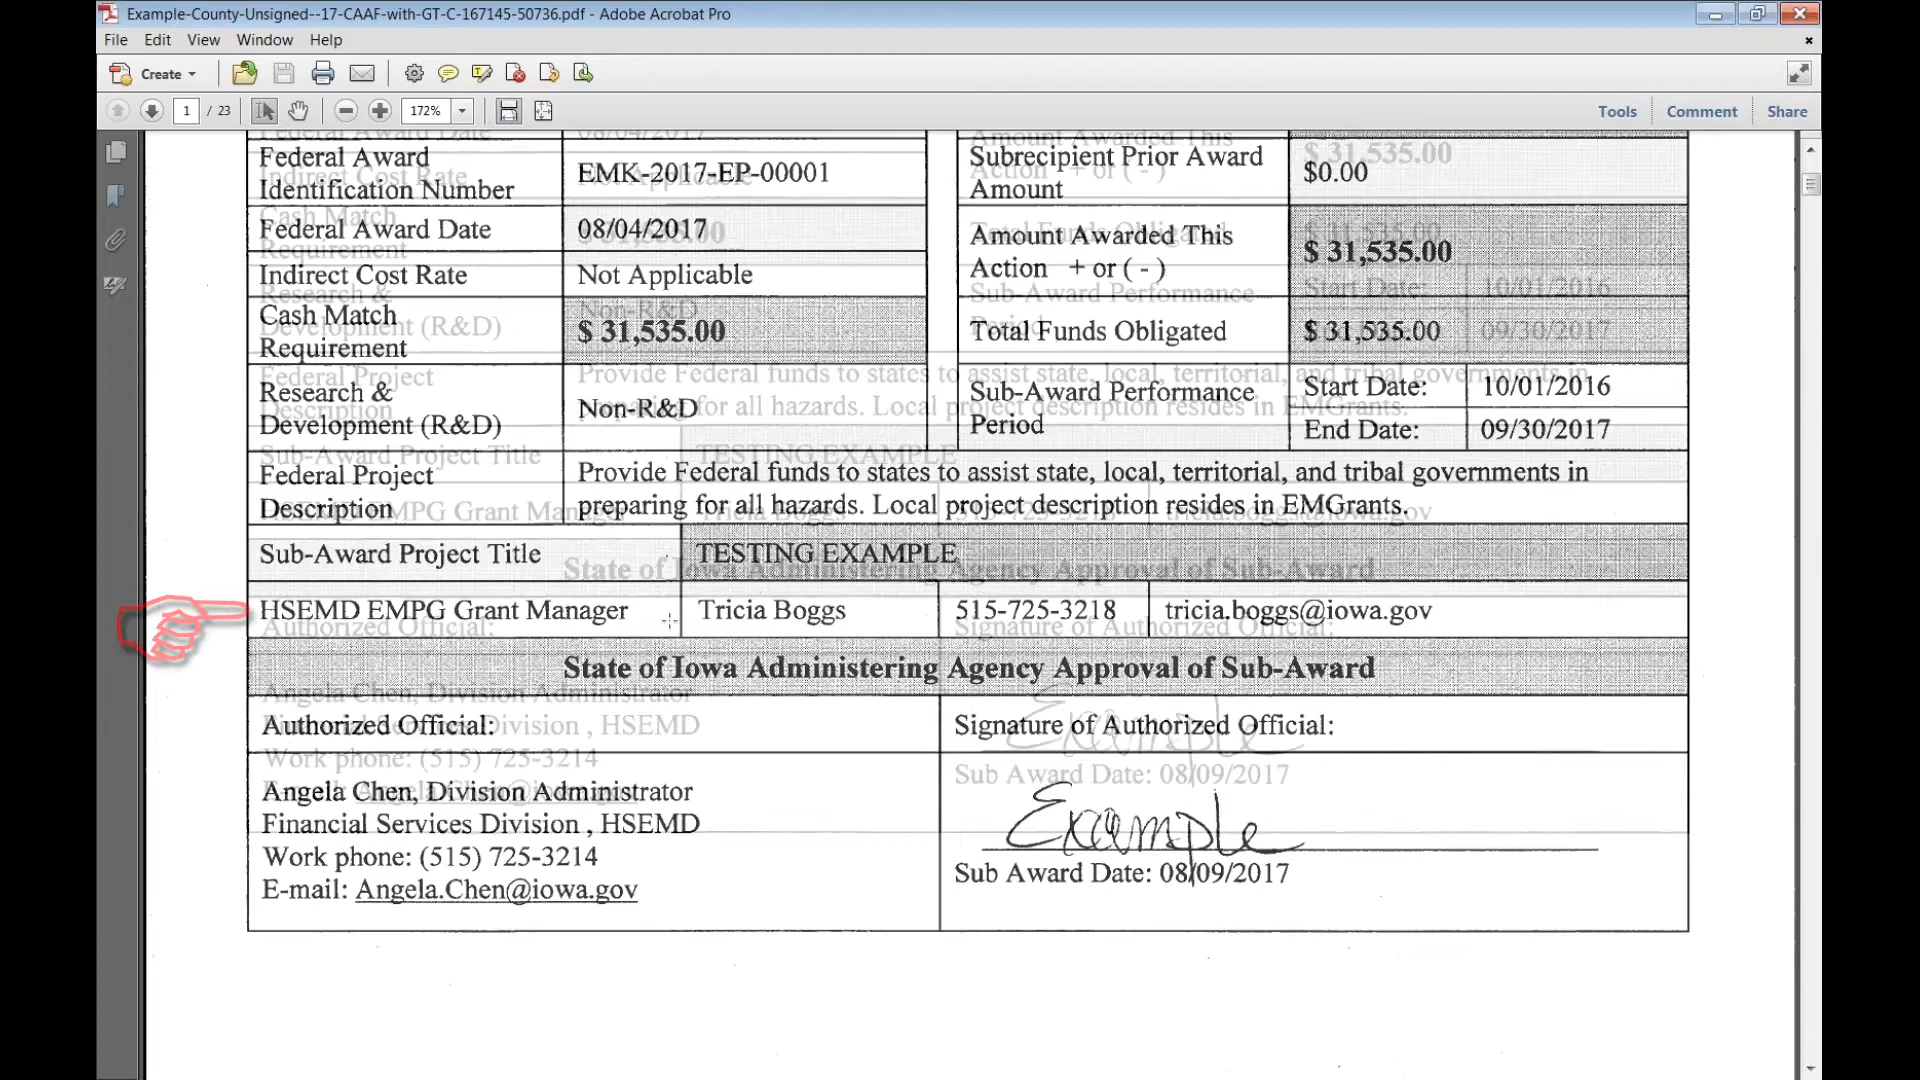 Example-County-Unsigned--17-CAAF-with-GT-C-167145-50736.pdf - Adobe Acrobat Pro
File Edit View Window Help
Create
1 / 23 172% Tools Comment Share
Federal Award Identification Number EMK-2017-EP-00001
Subrecipient Prior Award Amount $0.00
Federal Award Date 08/04/2017
Amount Awarded This Action + or ( - ) $ 31,535.00
Indirect Cost Rate Not Applicable
Cash Match Requirement $ 31,535.00
Total Funds Obligated $ 31,535.00
Research & Development (R&D) Non-R&D
Sub-Award Performance Period Start Date: 10/01/2016
End Date: 09/30/2017
Federal Project Description Provide Federal funds to states to assist state, local, territorial, and tribal governments in
preparing for all hazards. Local project description resides in EMGrants.
Sub-Award Project Title TESTING EXAMPLE
HSEMD EMPG Grant Manager Tricia Boggs 515-725-3218 tricia.boggs@iowa.gov
State of Iowa Administering Agency Approval of Sub-Award
Authorized Official: Signature of Authorized Official:
Angela Chen, Division Administrator
Financial Services Division , HSEMD
Work phone: (515) 725-3214
E-mail: Angela.Chen@iowa.gov
Example
Sub Award Date: 08/09/2017